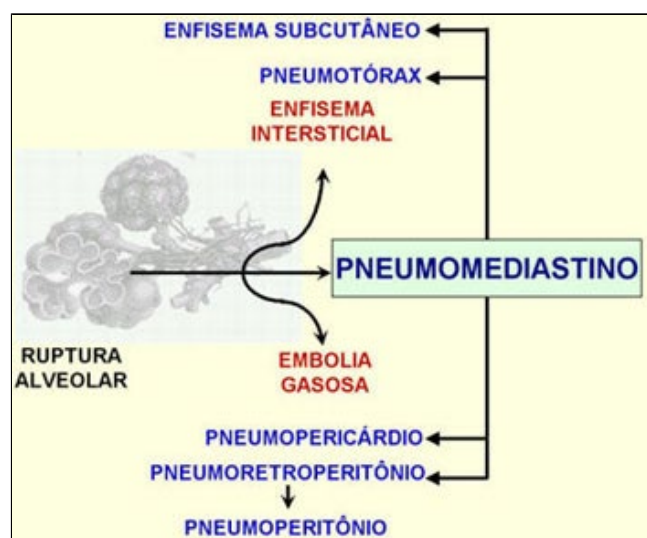 ENFISEMA SUBCUTÂNEO
PNEUMOTÓRAX
ENFISEMA
INTERSTICIAL
PNEUMOMEDIASTINO
RUPTURA
ALVEOLAR
EMBOLIA
GASOSA
PNEUMOPERICÁRDIO
PNEUMORETROPERITÔNIO
PNEUMOPERITÔNIO